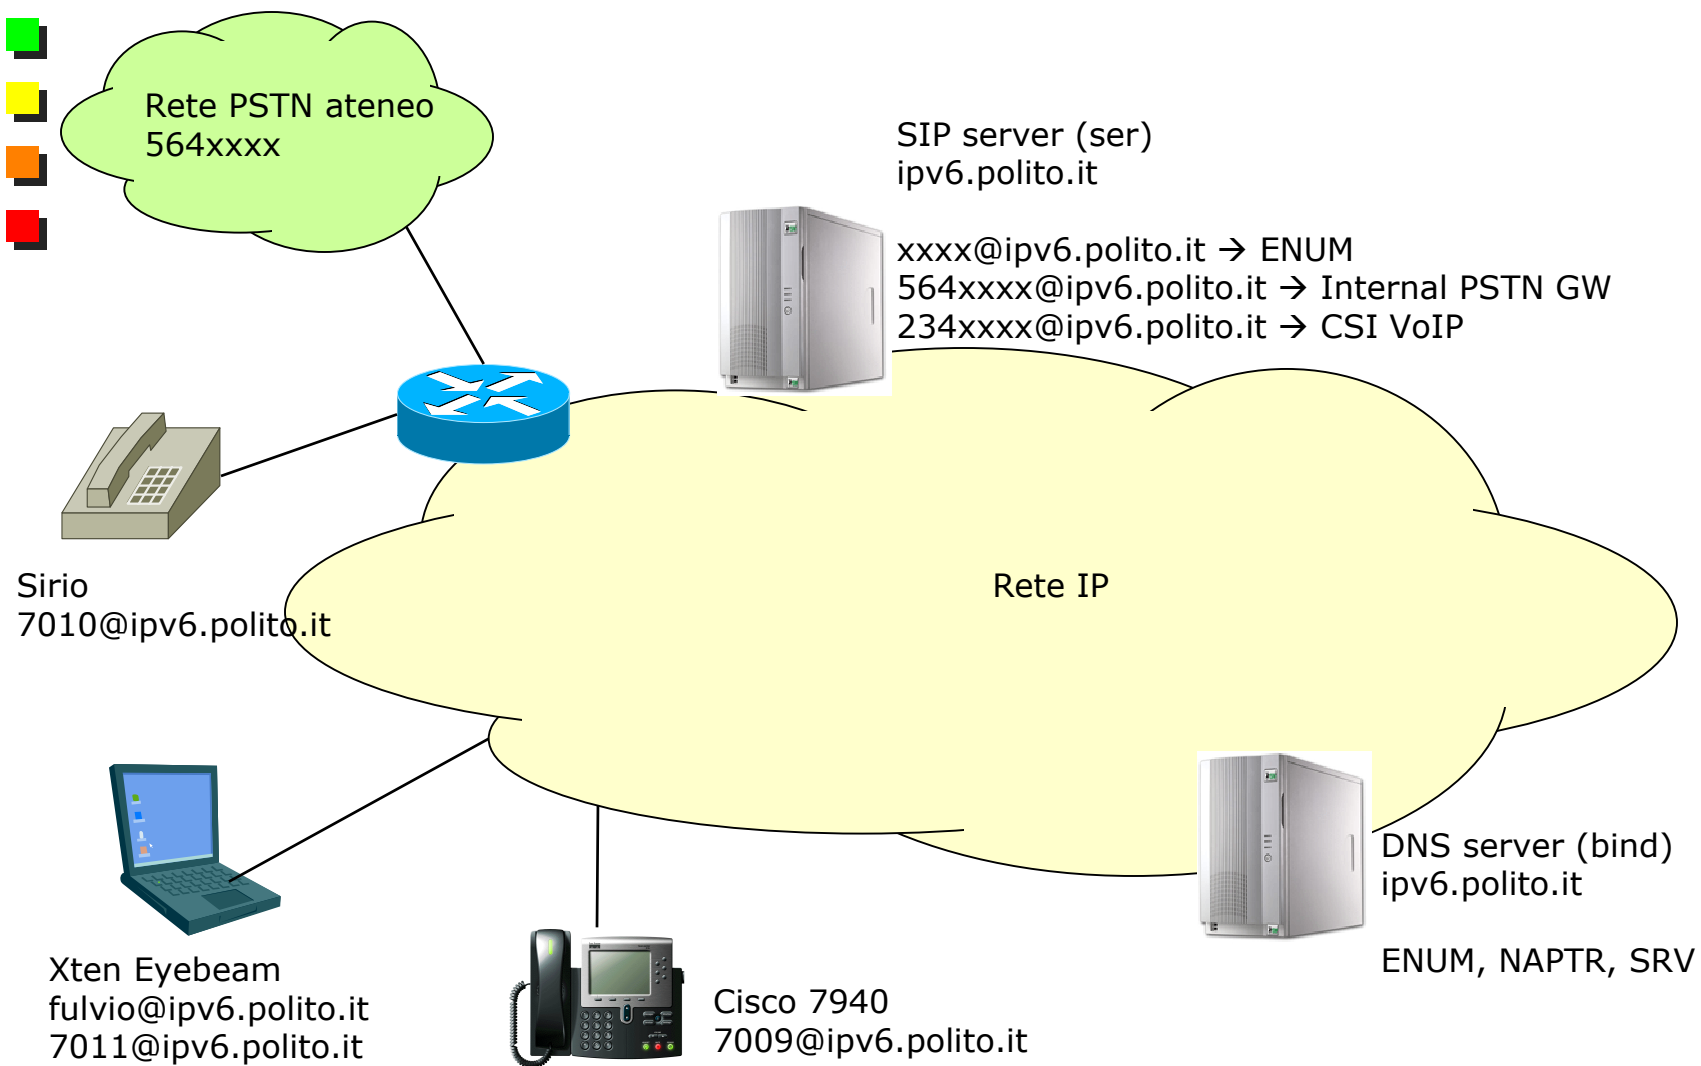 Rete PSTN ateneo
564xxxx
SIP server (ser)
ipv6.polito.it
xxxx@ipv6.polito.it → ENUM
564xxxx@ipv6.polito.it → Internal PSTN GW
234xxxx@ipv6.polito.it → CSI VoIP
Rete IP
Sirio
7010@ipv6.polito.it
DNS server (bind)
ipv6.polito.it
ENUM, NAPTR, SRV
Xten Eyebeam
fulvio@ipv6.polito.it
7011@ipv6.polito.it
Cisco 7940
7009@ipv6.polito.it